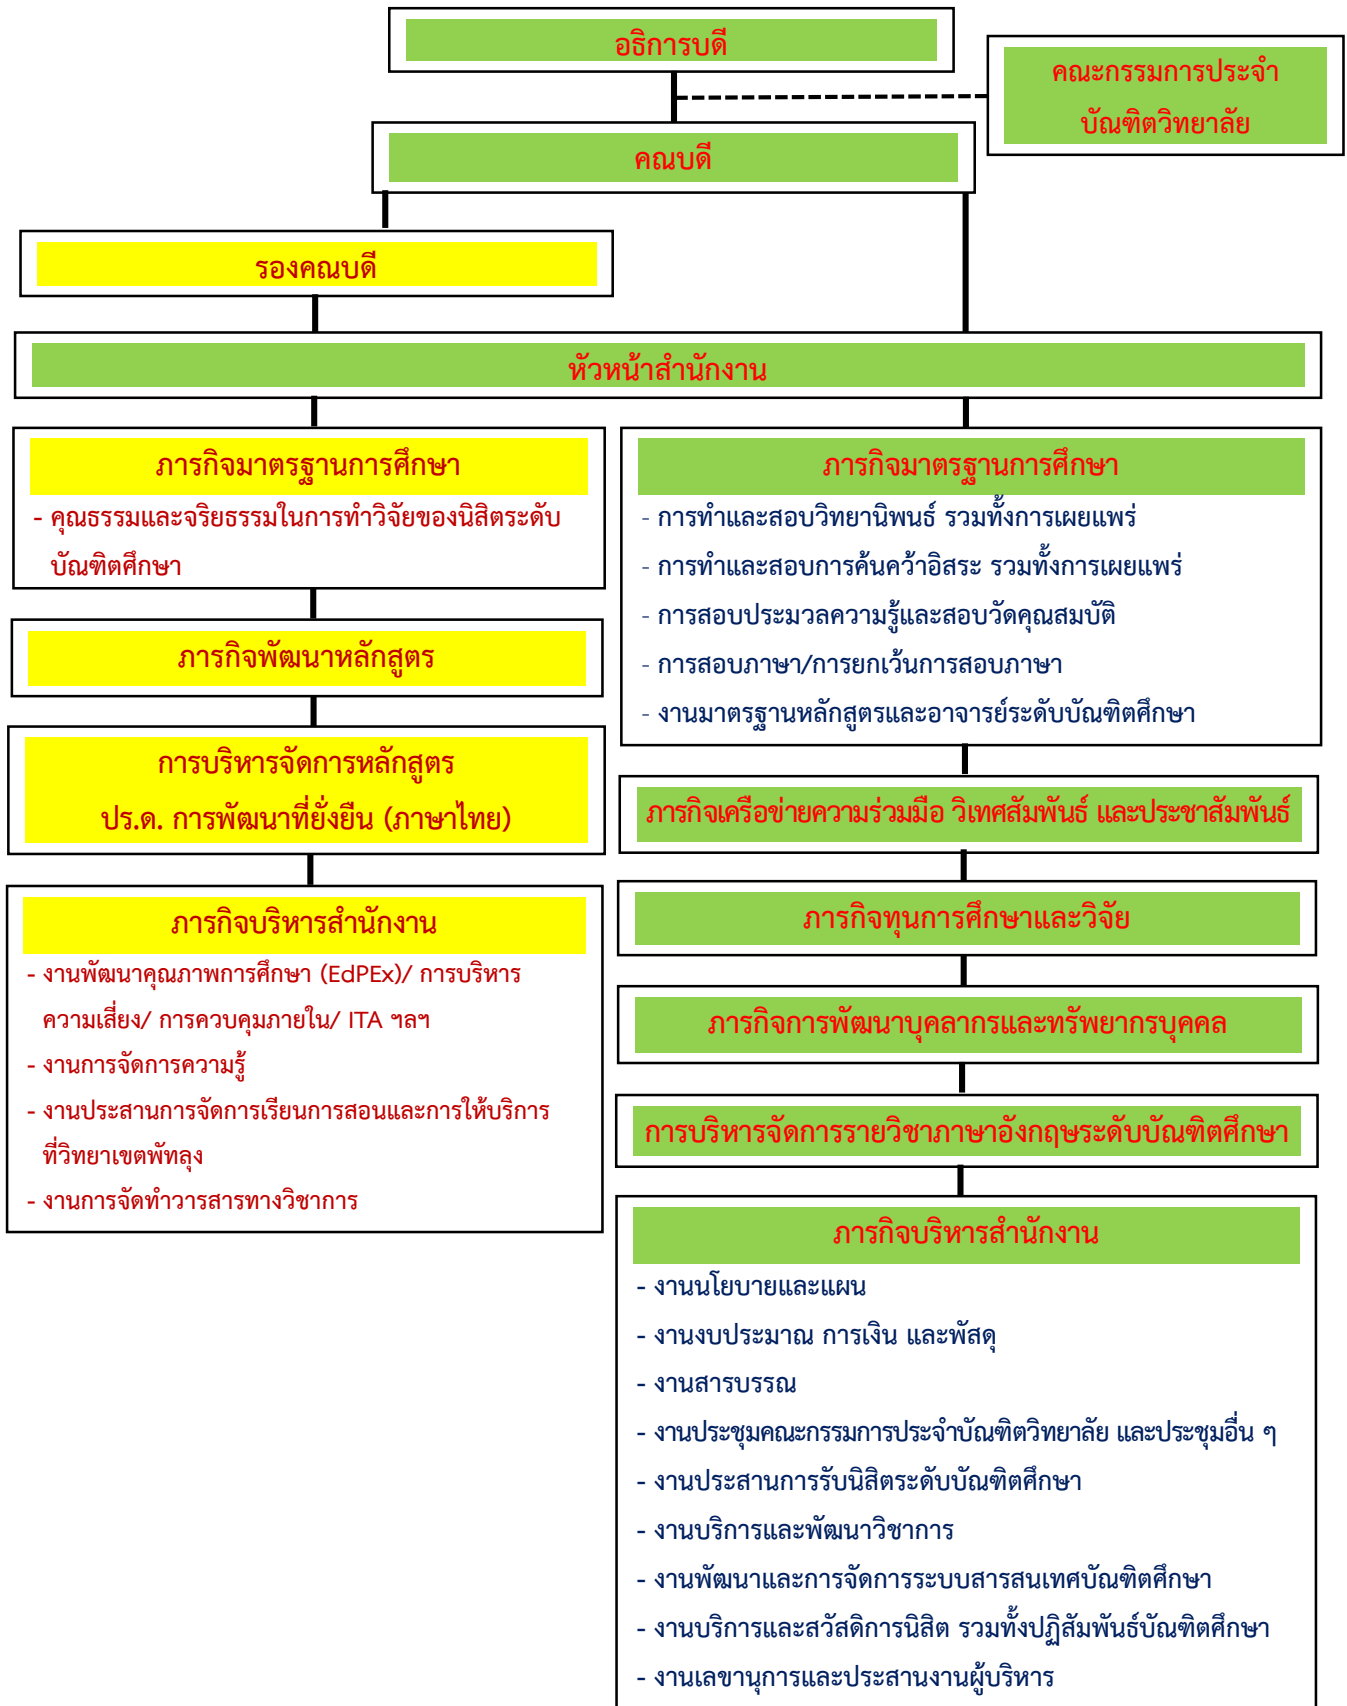 อธิการบดี
คณะกรรมการประจำ
บัณฑิตวิทยาลัย
คณบดี
รองคณบดี
หัวหน้าสำนักงาน
ภารกิจมาตรฐานการศึกษา
- คุณธรรมและจริยธรรมในการทำวิจัยของนิสิตระดับ
บัณฑิตศึกษา
ภารกิจพัฒนาหลักสูตร
การบริหารจัดการหลักสูตร
ปร.ด. การพัฒนาที่ยั่งยืน (ภาษาไทย)
ภารกิจบริหารสำนักงาน
- งานพัฒนาคุณภาพการศึกษา (EdPEx)/ การบริหาร
ความเสี่ยง/ การควบคุมภายใน/ ITA ฯลฯ
- งานการจัดการความรู้
- งานประสานการจัดการเรียนการสอนและการให้บริการ
ที่วิทยาเขตพัทลุง
- งานการจัดทำวารสารทางวิชาการ
ภารกิจมาตรฐานการศึกษา
- การทำและสอบวิทยานิพนธ์ รวมทั้งการเผยแพร่
- การทำและสอบการค้นคว้าอิสระ รวมทั้งการเผยแพร่
- การสอบประมวลความรู้และสอบวัดคุณสมบัติ
- การสอบภาษา/การยกเว้นการสอบภาษา
- งานมาตรฐานหลักสูตรและอาจารย์ระดับบัณฑิตศึกษา
ภารกิจเครือข่ายความร่วมมือ วิเทศสัมพันธ์ และประชาสัมพันธ์
ภารกิจทุนการศึกษาและวิจัย
ภารกิจการพัฒนาบุคลากรและทรัพยากรบุคคล
การบริหารจัดการรายวิชาภาษาอังกฤษระดับบัณฑิตศึกษา
ภารกิจบริหารสำนักงาน
- งานนโยบายและแผน
- งานงบประมาณ การเงิน และพัสดุ
- งานสารบรรณ
- งานประชุมคณะกรรมการประจำบัณฑิตวิทยาลัย และประชุมอื่น ๆ
- งานประสานการรับนิสิตระดับบัณฑิตศึกษา
- งานบริการและพัฒนาวิชาการ
- งานพัฒนาและการจัดการระบบสารสนเทศบัณฑิตศึกษา
- งานบริการและสวัสดิการนิสิต รวมทั้งปฏิสัมพันธ์บัณฑิตศึกษา
- งานเลขานุการและประสานงานผู้บริหาร